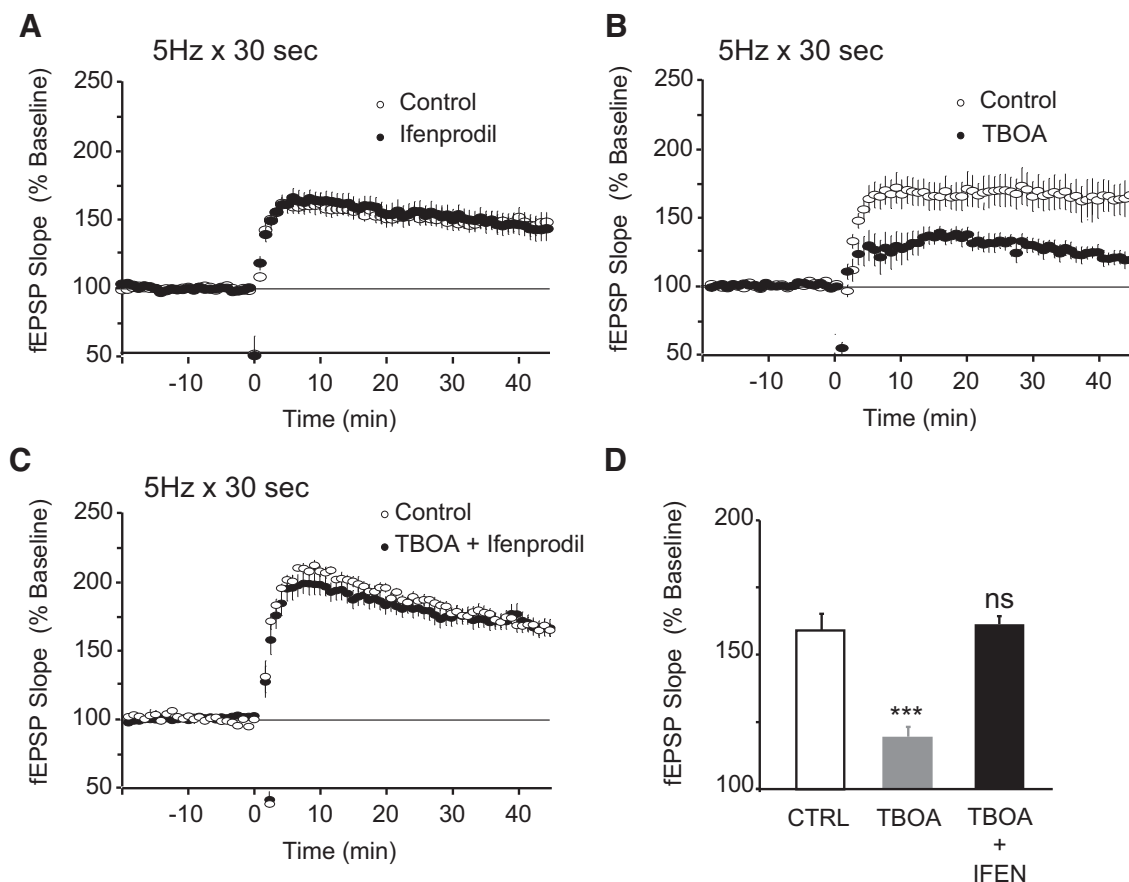 A
5Hz x 30 sec
250
200
150
100
50
fEPSP Slope (% Baseline)
Control
Ifenprodil
-10 0 10 20 30 40
Time (min)
B
5Hz x 30 sec
250
200
150
100
50
fEPSP Slope (% Baseline)
Control
TBOA
-10 0 10 20 30 40
Time (min)
C
5Hz x 30 sec
250
200
150
100
50
fEPSP Slope (% Baseline)
Control
TBOA + Ifenprodil
-10 0 10 20 30 40
Time (min)
D
200
150
100
fEPSP Slope (% Baseline)
***
ns
CTRL
TBOA
TBOA
+
IFEN